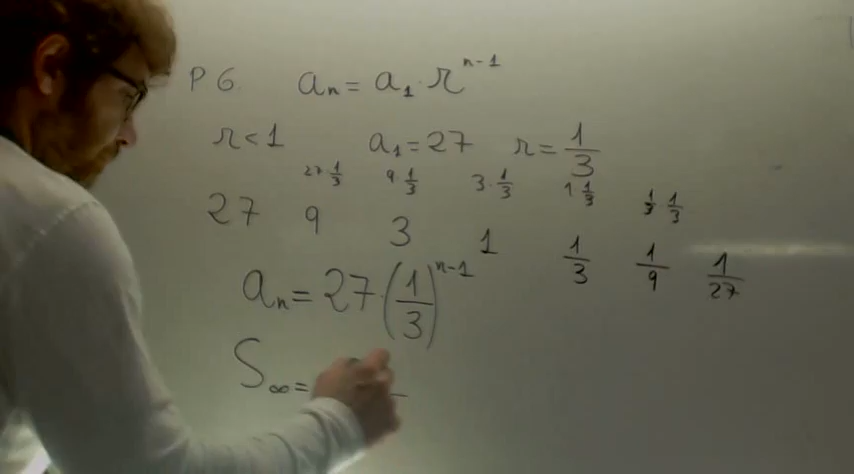 P G aₙ = a₁ · r^(n-1)
r < 1 a₁ = 27 r = 1/3
27 · 1/3 9 · 1/3 3 · 1/3 1 · 1/3 1/3 · 1/3
27 9 3 1 1/3 1/9 1/27
aₙ = 27 · (1/3)^(n-1)
S∞ =